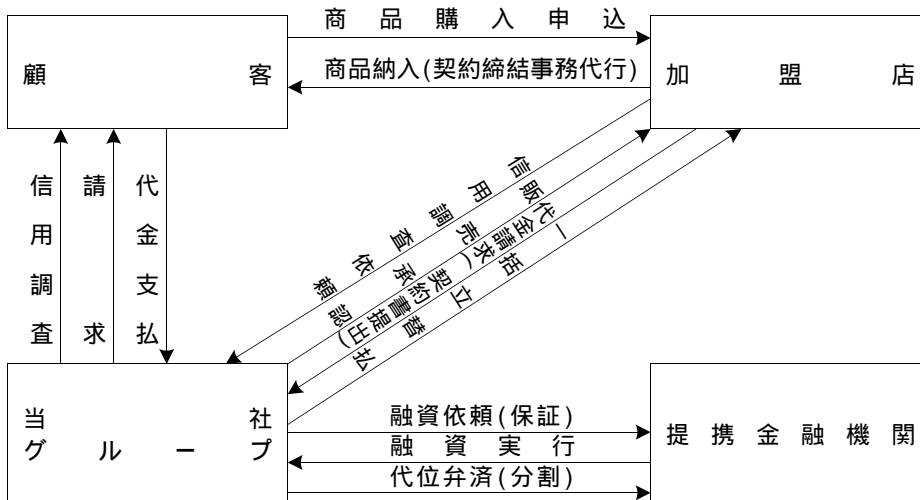 商品購入申込
顧客
商品納入(契約締結事務代行)
加盟店
信用調査
請求
代金支払
信用調査依頼
販売承認
代金請求(契約書提出)
一括立替払
当社
グループ
融資依頼(保証)
融資実行
代位弁済(分割)
提携金融機関